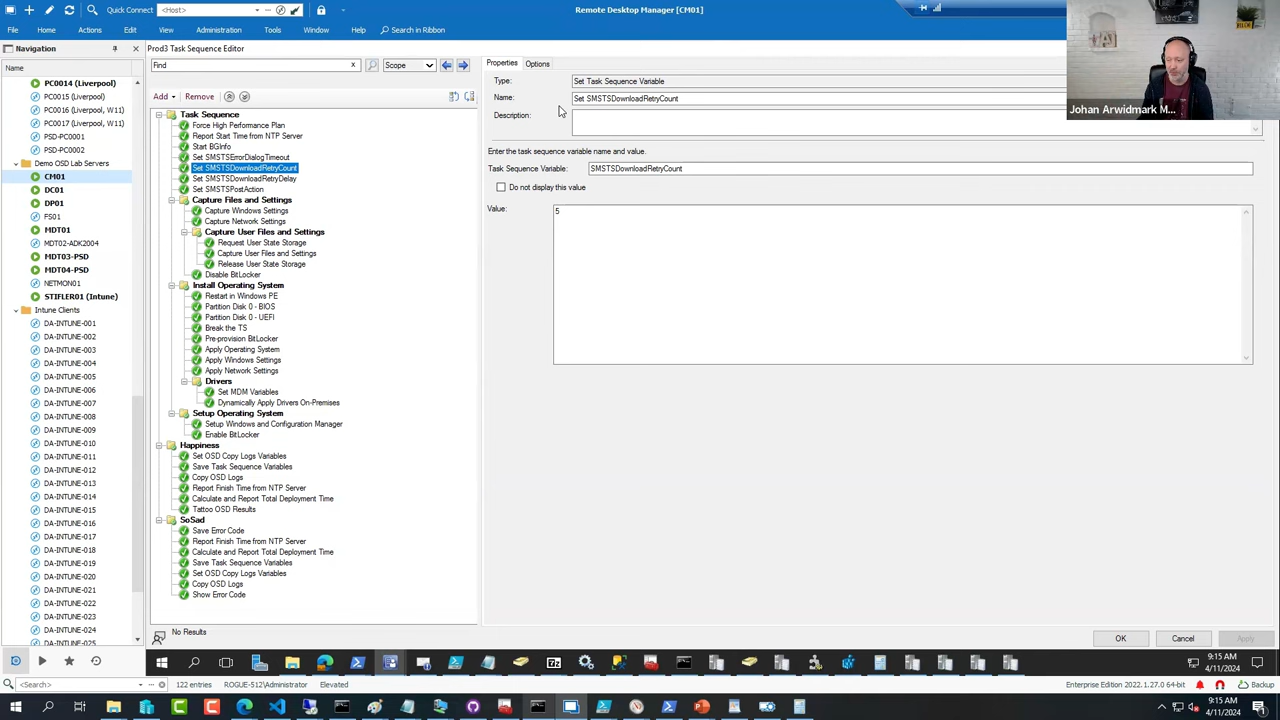 Quick Connect <Host>
Remote Desktop Manager [CM01]
File Home Actions Edit View Administration Tools Window Help Search in Ribbon
Navigation
Name
PC0014 (Liverpool)
PC0015 (Liverpool)
PC0016 (Liverpool, W11)
PC0017 (Liverpool, W11)
PSD-PC0001
PSD-PC0002
Demo OSD Lab Servers
CM01
DC01
DP01
FS01
MDT01
MDT02-ADK2004
MDT03-PSD
MDT04-PSD
NETMON01
STIFLER01 (Intune)
Intune Clients
DA-INTUNE-001
DA-INTUNE-002
DA-INTUNE-003
DA-INTUNE-004
DA-INTUNE-005
DA-INTUNE-006
DA-INTUNE-007
DA-INTUNE-008
DA-INTUNE-009
DA-INTUNE-010
DA-INTUNE-011
DA-INTUNE-012
DA-INTUNE-013
DA-INTUNE-014
DA-INTUNE-015
DA-INTUNE-016
DA-INTUNE-017
DA-INTUNE-018
DA-INTUNE-019
DA-INTUNE-020
DA-INTUNE-021
DA-INTUNE-022
DA-INTUNE-023
DA-INTUNE-024
DA-INTUNE-025
Prod3 Task Sequence Editor
Find x Scope
Add Remove
Task Sequence
Force High Performance Plan
Report Start Time from NTP Server
Start BGInfo
Set SMSTSErrorDialogTimeout
Set SMSTSDownloadRetryCount
Set SMSTSDownloadRetryDelay
Set SMSTSPostAction
Capture Files and Settings
Capture Windows Settings
Capture Network Settings
Capture User Files and Settings
Request User State Storage
Capture User Files and Settings
Release User State Storage
Disable BitLocker
Install Operating System
Restart in Windows PE
Partition Disk 0 - BIOS
Partition Disk 0 - UEFI
Break the TS
Pre-provision BitLocker
Apply Operating System
Apply Windows Settings
Apply Network Settings
Drivers
Set MDM Variables
Dynamically Apply Drivers On-Premises
Setup Operating System
Setup Windows and Configuration Manager
Enable BitLocker
Happiness
Set OSD Copy Logs Variables
Save Task Sequence Variables
Copy OSD Logs
Report Finish Time from NTP Server
Calculate and Report Total Deployment Time
Tattoo OSD Results
SoSad
Save Error Code
Report Finish Time from NTP Server
Calculate and Report Total Deployment Time
Save Task Sequence Variables
Set OSD Copy Logs Variables
Copy OSD Logs
Show Error Code
No Results
Properties Options
Type: Set Task Sequence Variable
Name: Set SMSTSDownloadRetryCount
Description:
Enter the task sequence variable name and value.
Task Sequence Variable: SMSTSDownloadRetryCount
Do not display this value
Value: 5
OK Cancel Apply
Johan Arwidmark M...
9:15 AM
4/11/2024
<Search> 122 entries ROGUE-512\Administrator Elevated Enterprise Edition 2022.1.27.0 64-bit Backup
9:15 AM
4/11/2024